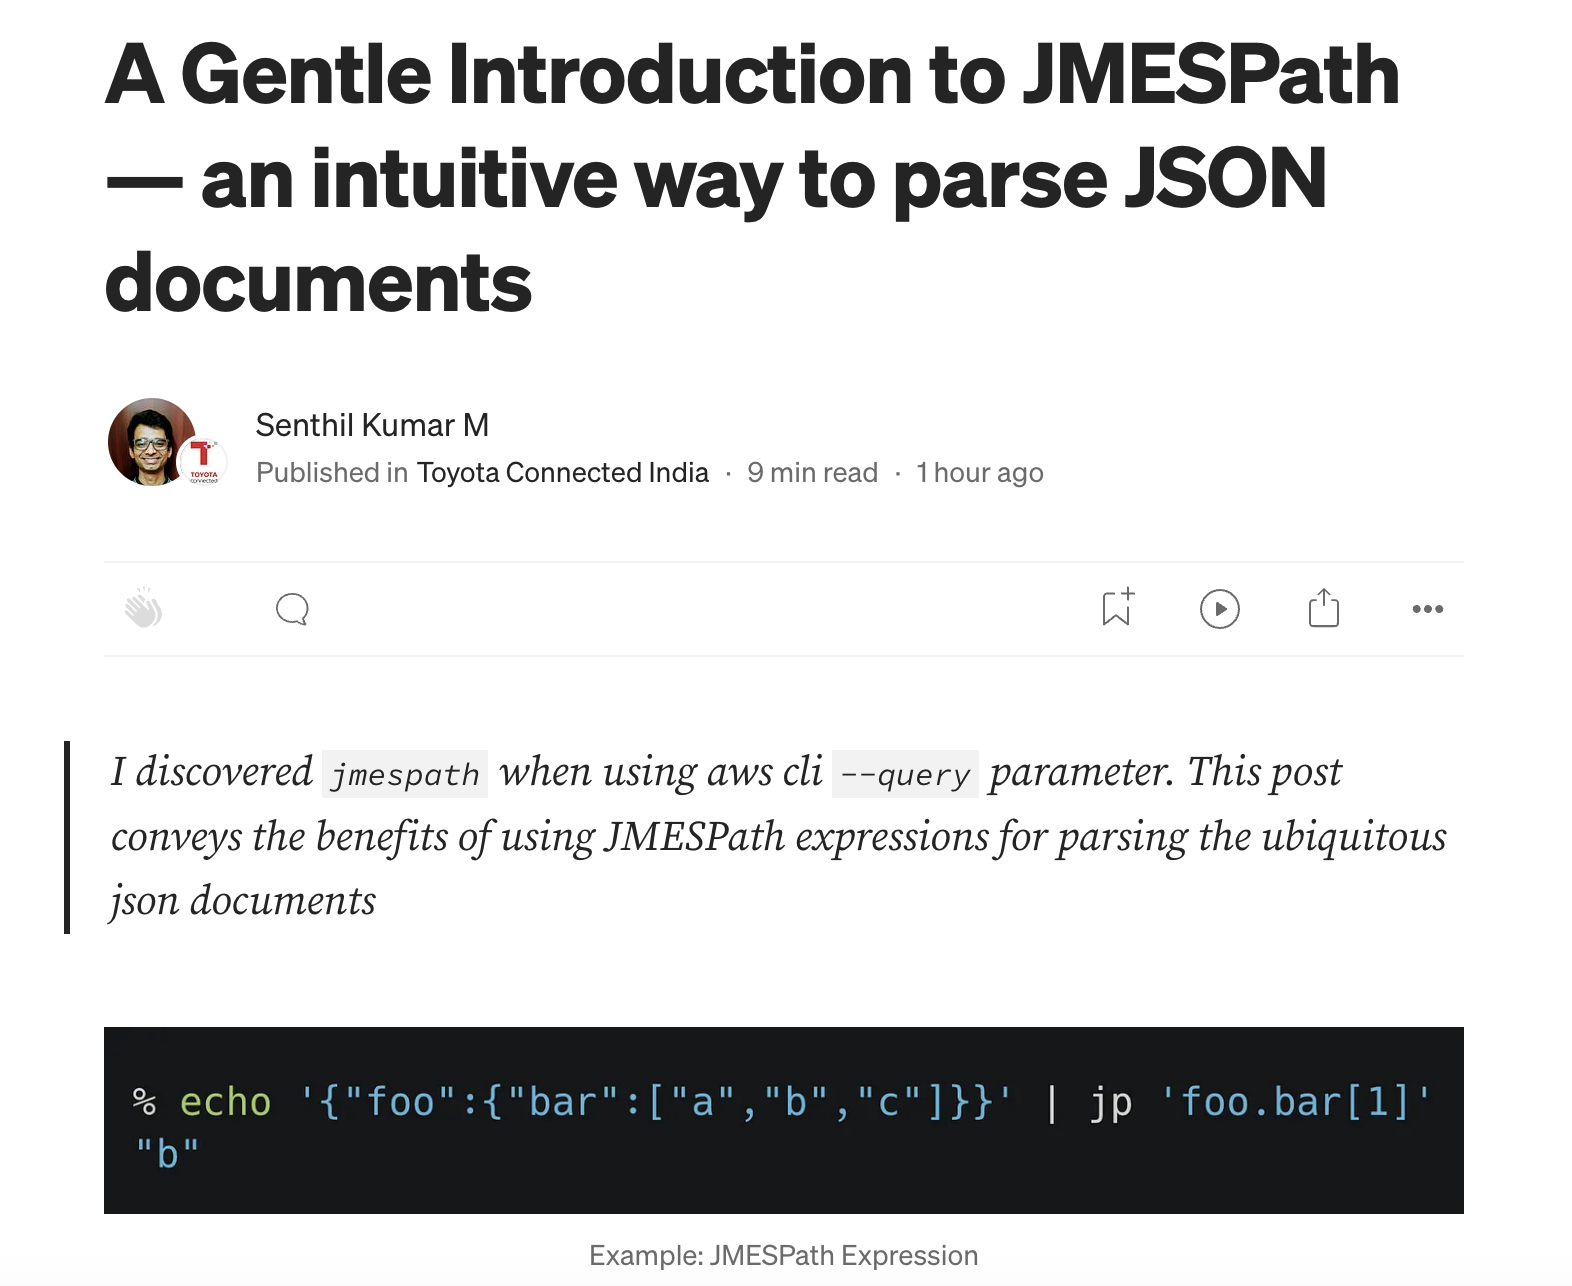 A Gentle Introduction to JMESPath
— an intuitive way to parse JSON
documents
Senthil Kumar M
T
TOYOTA
connected
Published in Toyota Connected India · 9 min read · 1 hour ago
I discovered jmespath when using aws cli --query parameter. This post
conveys the benefits of using JMESPath expressions for parsing the ubiquitous
json documents
% echo '{"foo":{"bar":["a","b","c"]}}' | jp 'foo.bar[1]'
"b"
Example: JMESPath Expression